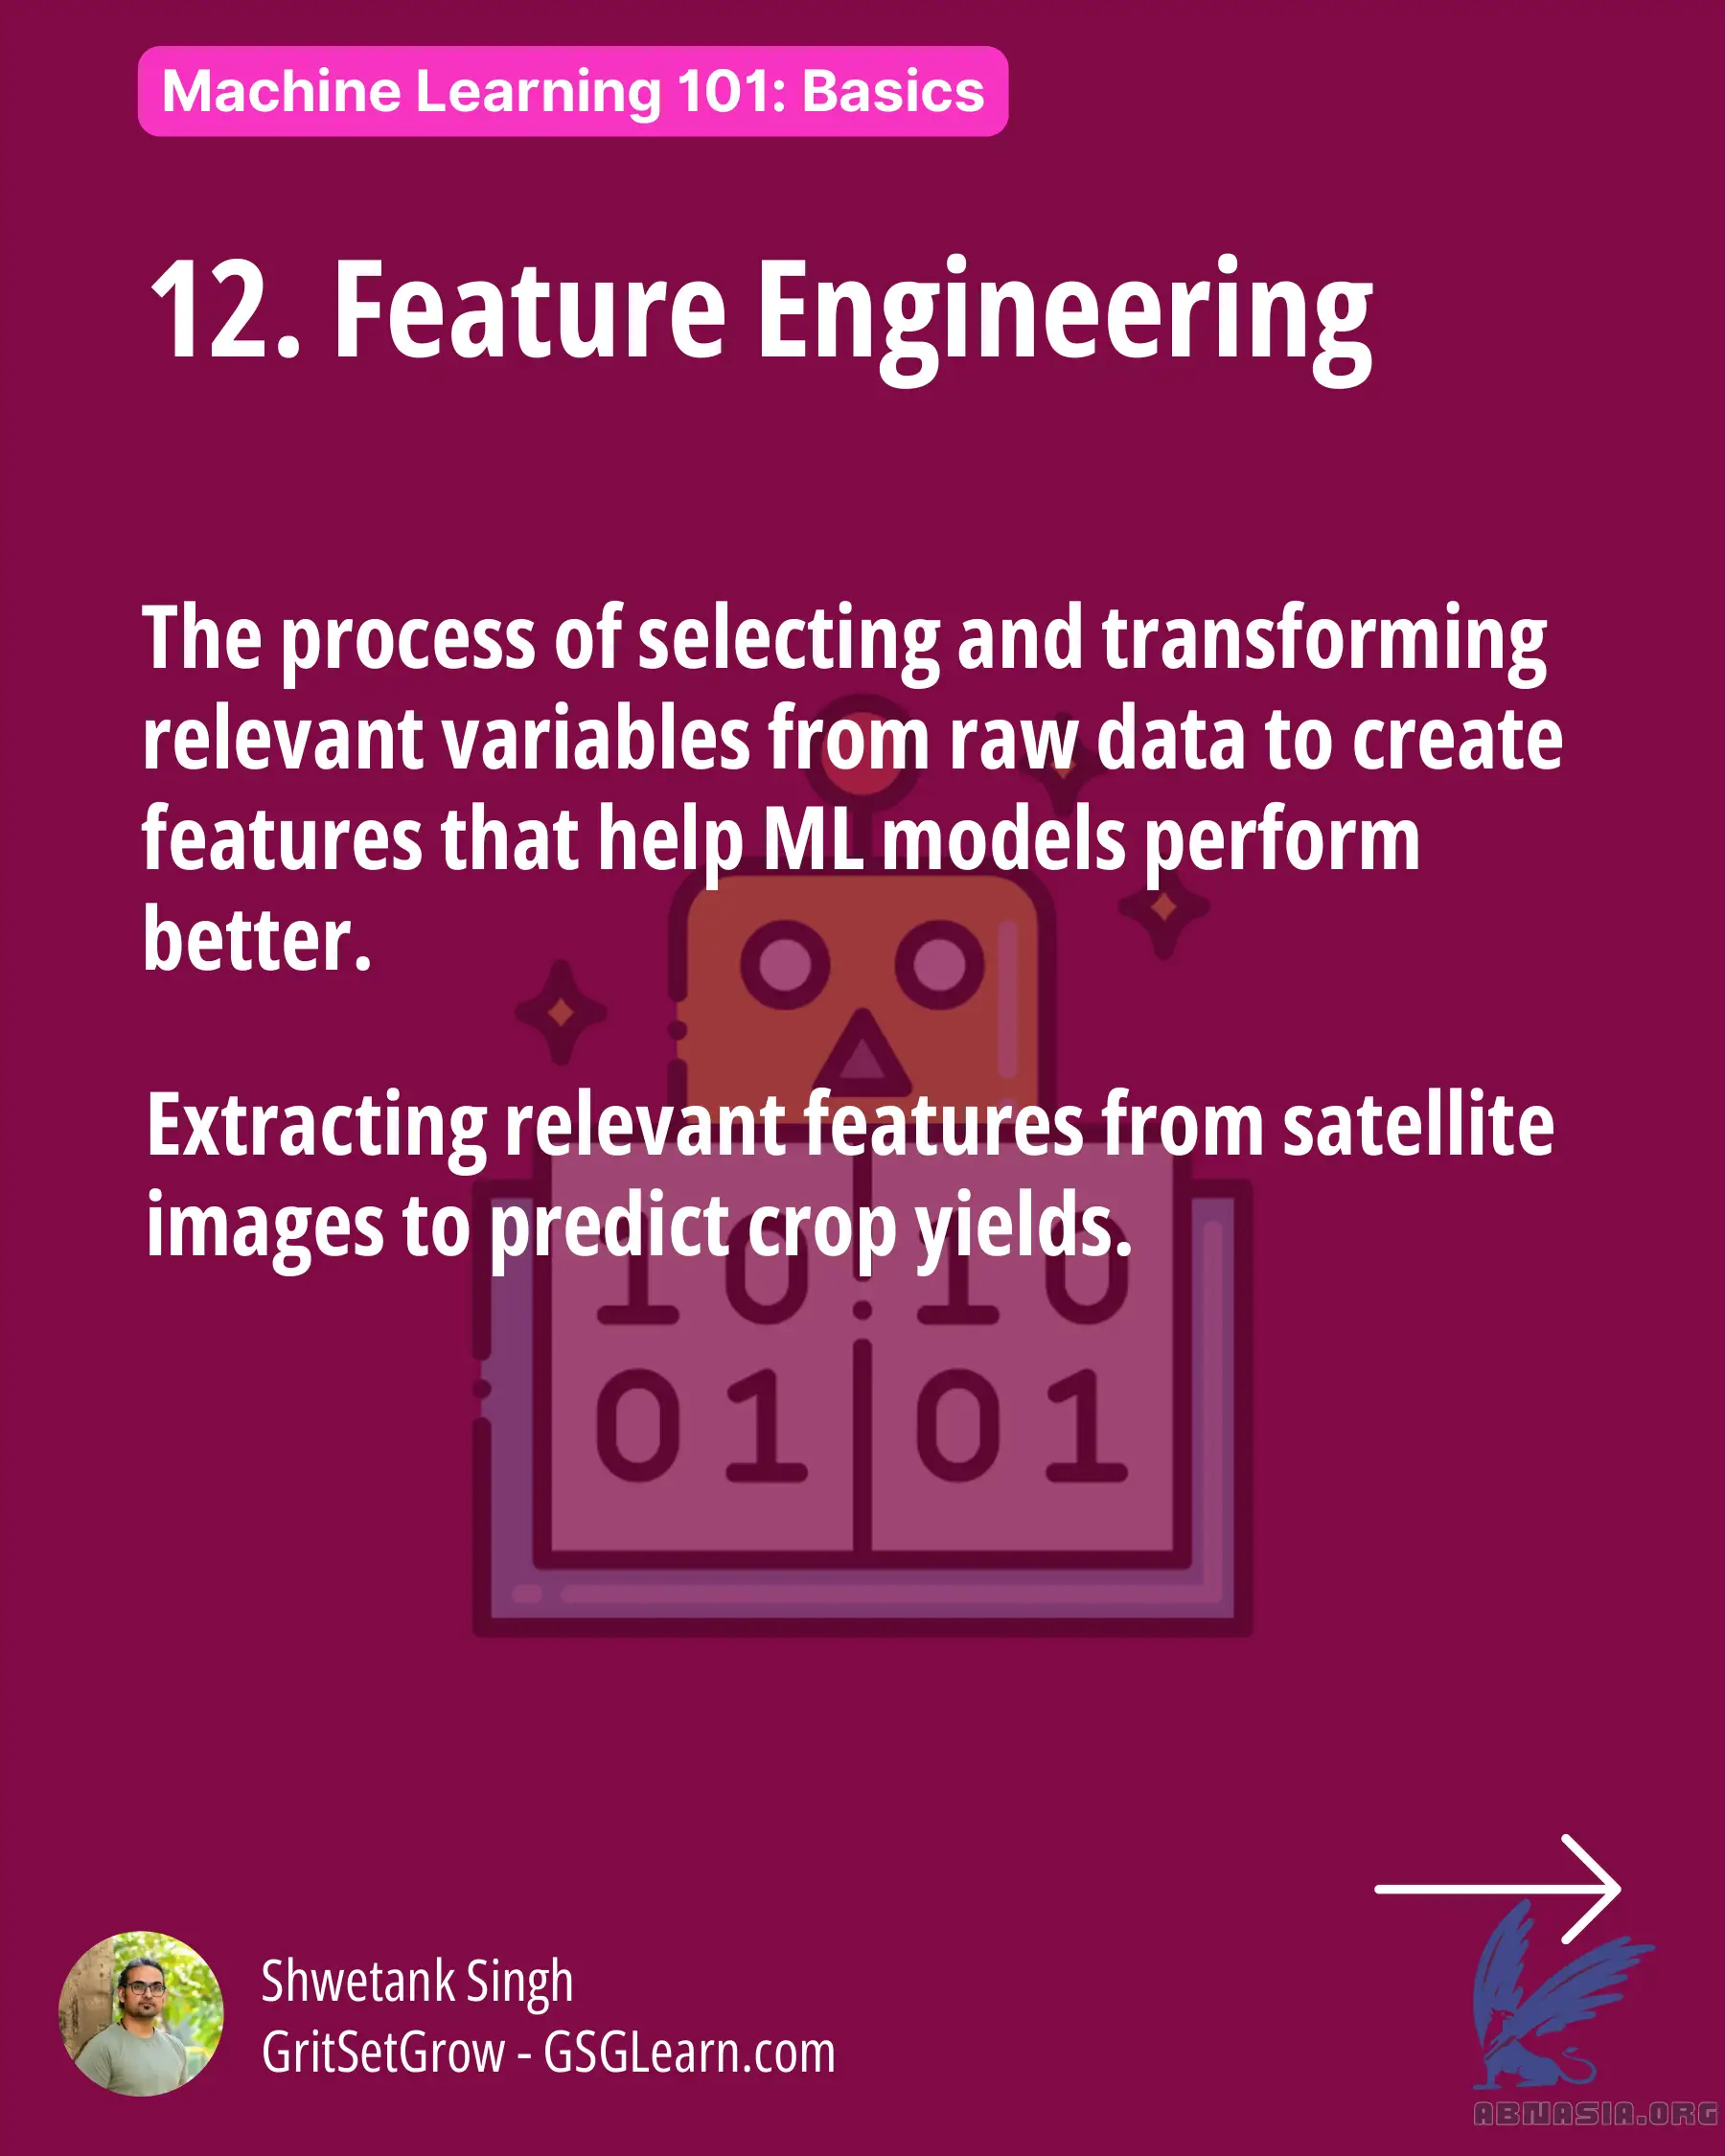 Machine Learning 101: Basics
12. Feature Engineering
The process of selecting and transforming
relevant variables from raw data to create
features that help ML models perform
better.
Extracting relevant features from satellite
images to predict crop yields.
10 10
01 01
Shwetank Singh
GritSetGrow - GSGLearn.com
ABNASIA.ORG